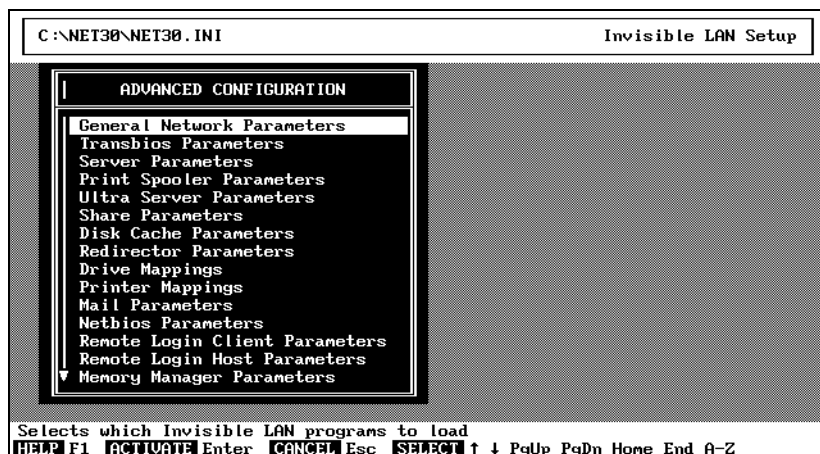 C:\NET30\NET30.INI Invisible LAN Setup
ADVANCED CONFIGURATION
General Network Parameters
Transbios Parameters
Server Parameters
Print Spooler Parameters
Ultra Server Parameters
Share Parameters
Disk Cache Parameters
Redirector Parameters
Drive Mappings
Printer Mappings
Mail Parameters
Netbios Parameters
Remote Login Client Parameters
Remote Login Host Parameters
▼ Memory Manager Parameters
Selects which Invisible LAN programs to load
HELP F1 ACTIVATE Enter CANCEL Esc SELECT ↑ ↓ PgUp PgDn Home End A-Z